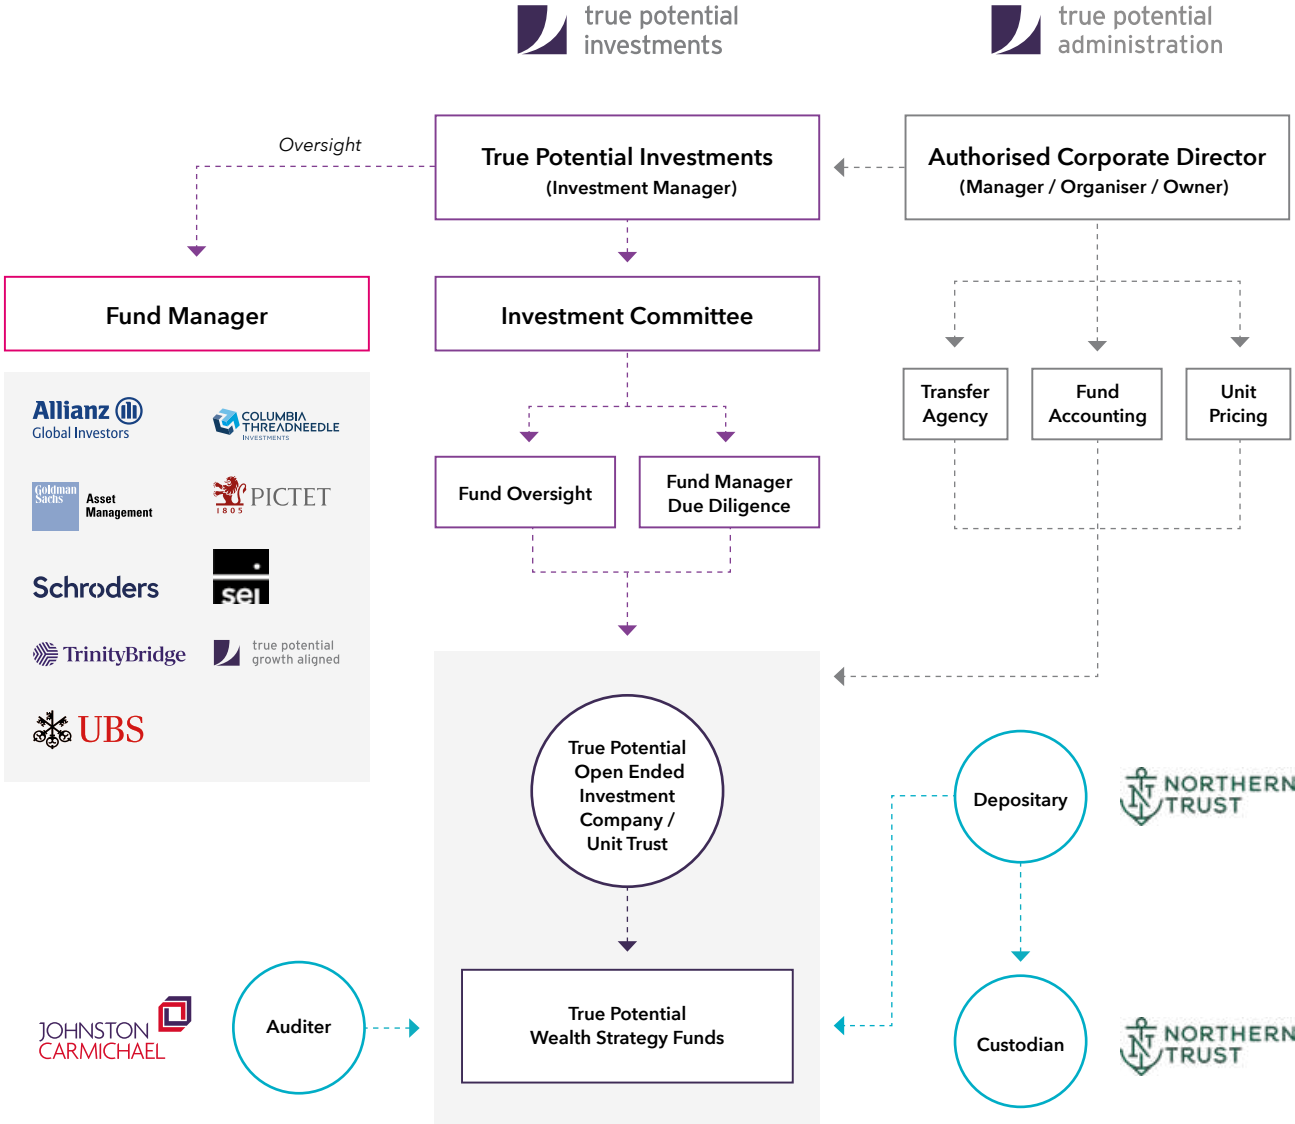 true potential
investments
true potential
administration
Oversight
True Potential Investments
(Investment Manager)
Authorised Corporate Director
(Manager / Organiser / Owner)
Fund Manager
Investment Committee
Allianz
Global Investors
COLUMBIA
THREADNEEDLE
INVESTMENTS
Goldman
Sachs
Asset
Management
PICTET
1805
Schroders
sei
TrinityBridge
true potential
growth aligned
UBS
Transfer
Agency
Fund
Accounting
Unit
Pricing
Fund Oversight
Fund Manager
Due Diligence
True Potential
Open Ended
Investment
Company /
Unit Trust
Depositary
NORTHERN
TRUST
True Potential
Wealth Strategy Funds
JOHNSTON
CARMICHAEL
Auditer
Custodian
NORTHERN
TRUST